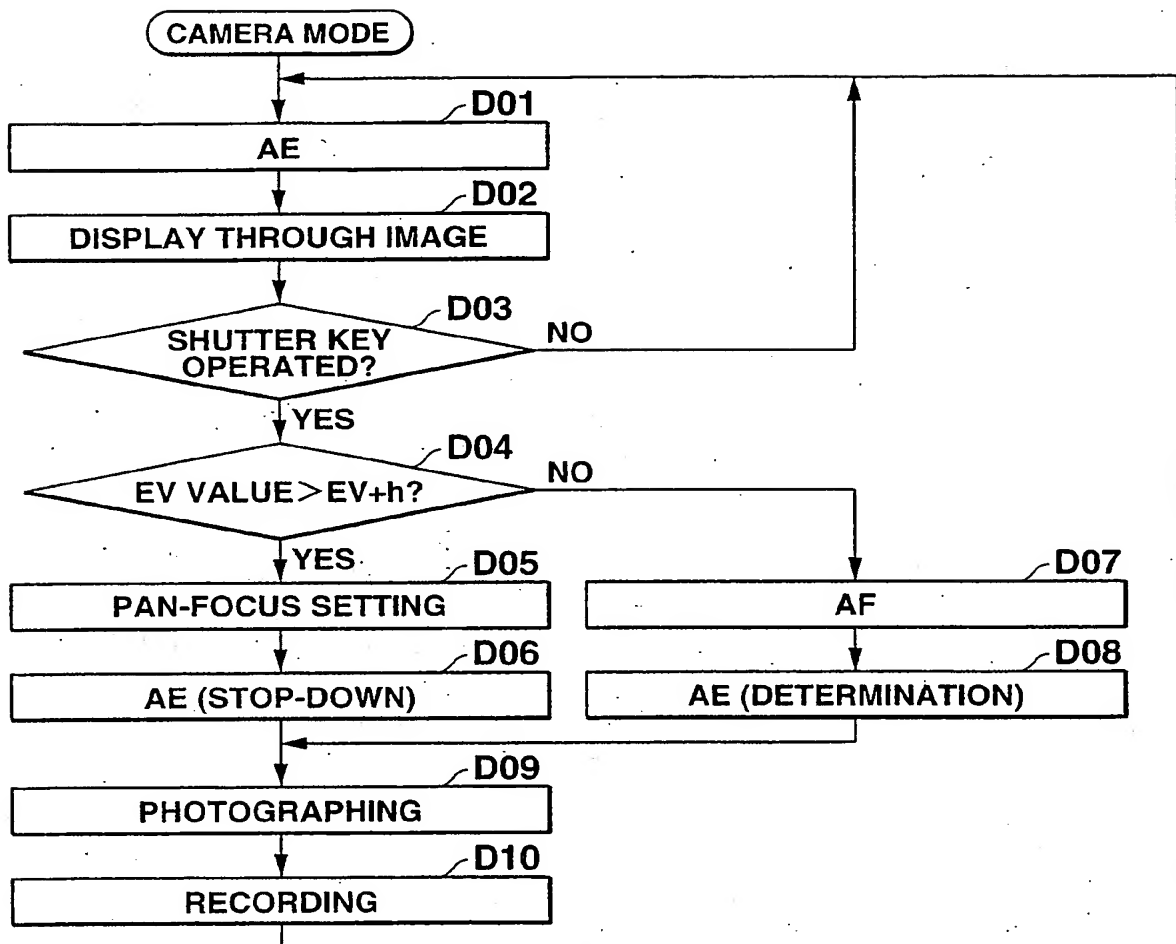 CAMERA MODE
D01
AE
D02
DISPLAY THROUGH IMAGE
D03
SHUTTER KEY
OPERATED?
NO
YES
D04
EV VALUE>EV+h?
NO
YES
D05
PAN-FOCUS SETTING
D07
AF
D06
AE (STOP-DOWN)
D08
AE (DETERMINATION)
D09
PHOTOGRAPHING
D10
RECORDING